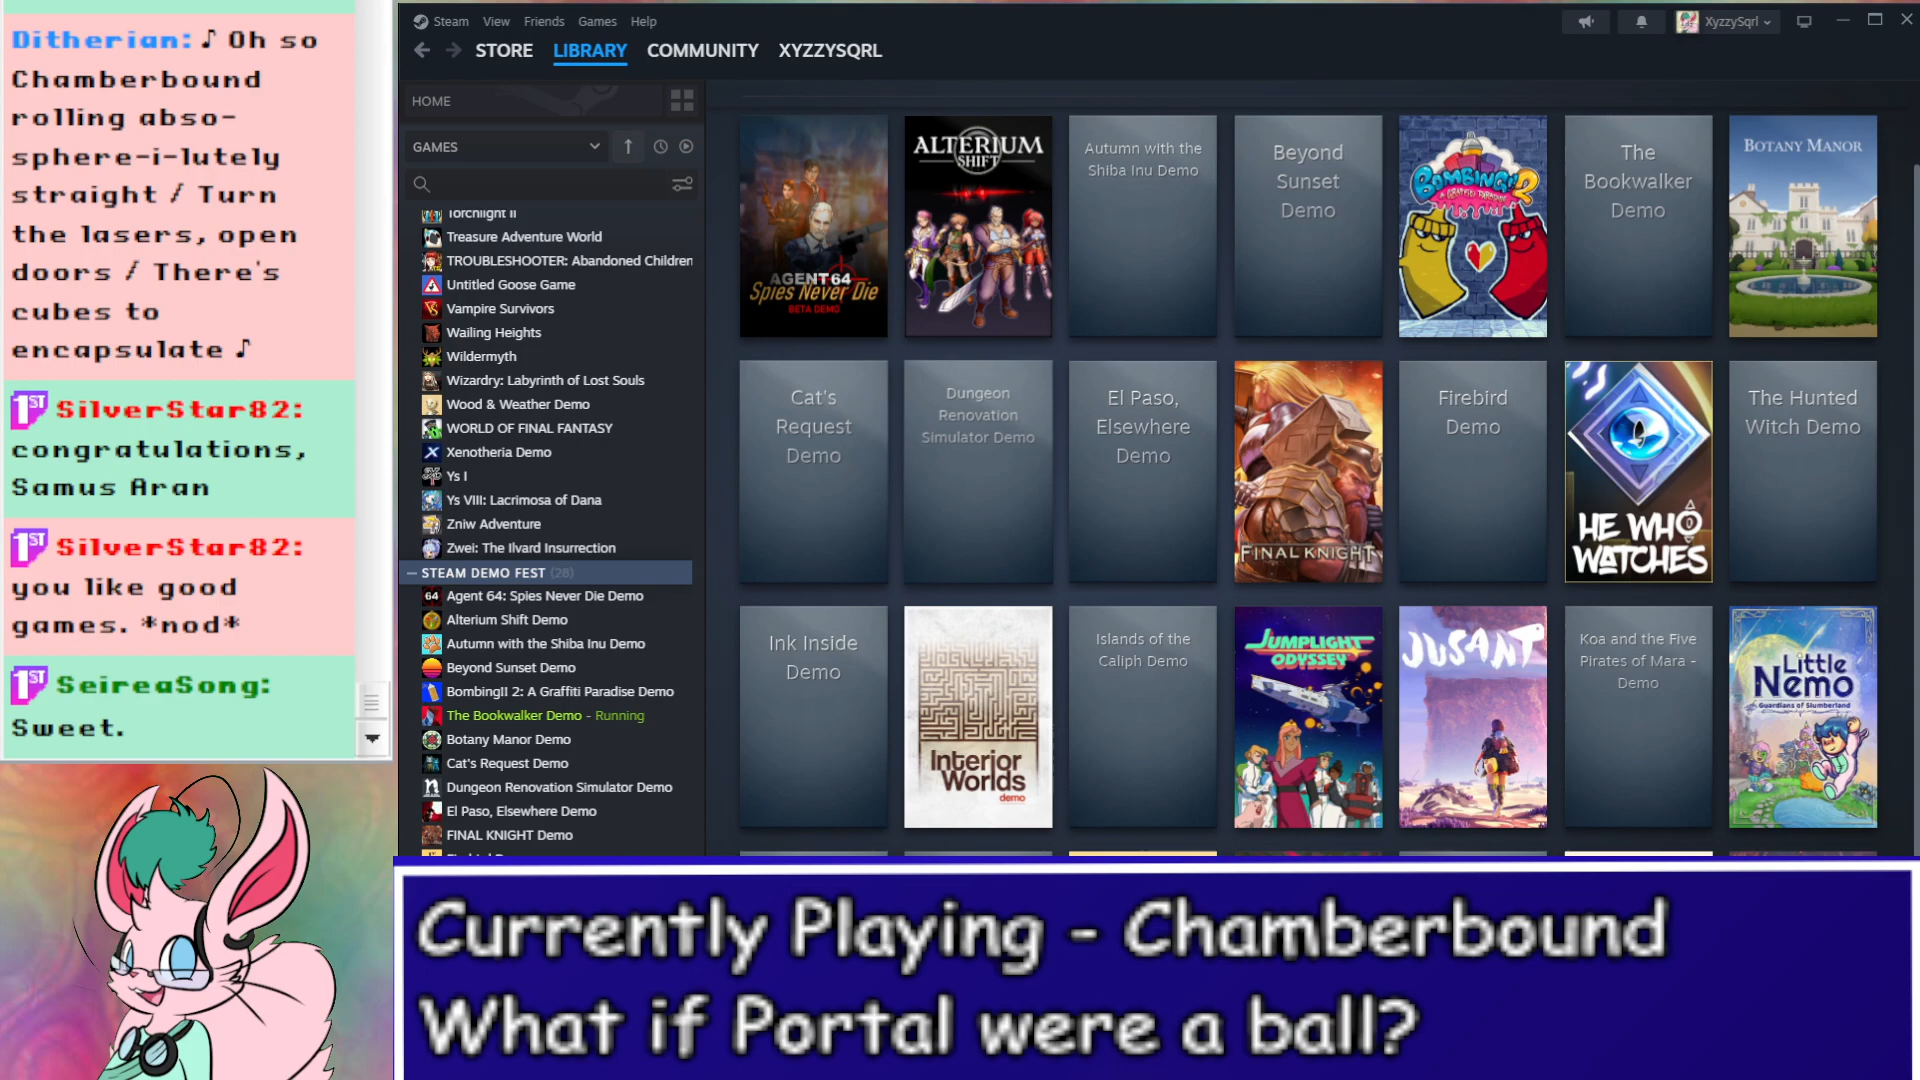 Ditherian: ♪ Oh so
Chamberbound
rolling abso-
sphere-i-lutely
straight / Turn
the lasers, open
doors / There's
cubes to
encapsulate ♪
1ST SilverStar82:
congratulations,
Samus Aran
1ST SilverStar82:
you like good
games. *nod*
1ST SeireaSong:
Sweet.
Steam View Friends Games Help
XyzzySqrl
STORE LIBRARY COMMUNITY XYZZYSQRL
HOME
GAMES
Torchlight II
Treasure Adventure World
TROUBLESHOOTER: Abandoned Children
Untitled Goose Game
Vampire Survivors
Wailing Heights
Wildermyth
Wizardry: Labyrinth of Lost Souls
Wood & Weather Demo
WORLD OF FINAL FANTASY
Xenotheria Demo
Ys I
Ys VIII: Lacrimosa of Dana
Zniw Adventure
Zwei: The Ilvard Insurrection
— STEAM DEMO FEST (28)
64 Agent 64: Spies Never Die Demo
Alterium Shift Demo
Autumn with the Shiba Inu Demo
Beyond Sunset Demo
BombingII 2: A Graffiti Paradise Demo
The Bookwalker Demo - Running
Botany Manor Demo
Cat's Request Demo
Dungeon Renovation Simulator Demo
El Paso, Elsewhere Demo
FINAL KNIGHT Demo
AGENT 64
Spies Never Die
BETA DEMO
ALTERIUM
SHIFT
Autumn with the
Shiba Inu Demo
Beyond
Sunset
Demo
BOMBING!! 2
A GRAFFITI PARADISE
The
Bookwalker
Demo
BOTANY MANOR
Cat's
Request
Demo
Dungeon
Renovation
Simulator Demo
El Paso,
Elsewhere
Demo
FINAL KNIGHT
Firebird
Demo
HE WHO
WATCHES
The Hunted
Witch Demo
Ink Inside
Demo
Interior
Worlds
demo
Islands of the
Caliph Demo
JUMPLIGHT
ODYSSEY
JUSANT
Koa and the Five
Pirates of Mara -
Demo
Little
Nemo
Guardians of Slumberland
Currently Playing - Chamberbound
What if Portal were a ball?